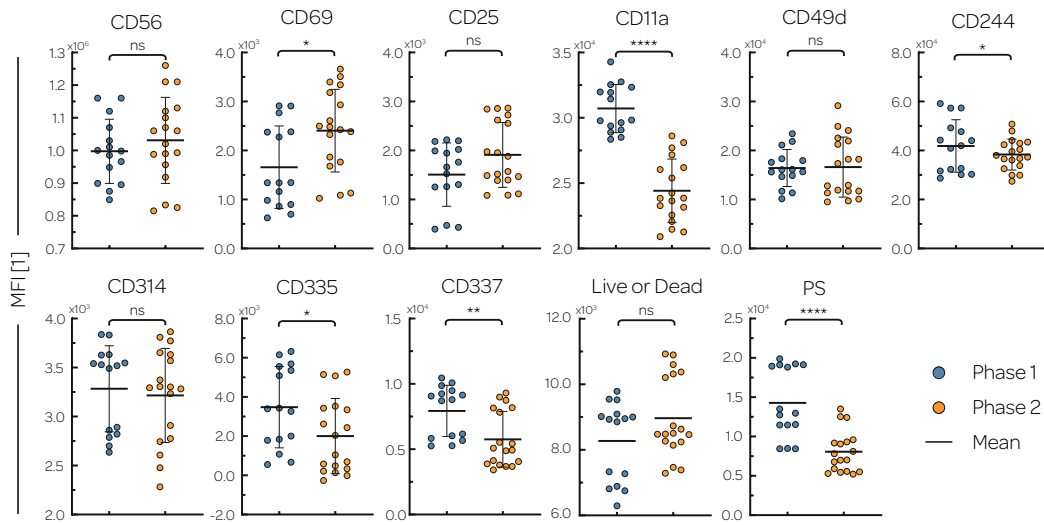 CD56 CD69 CD25 CD11a CD49d CD244
x10⁶ ns x10³ * x10³ ns x10⁴ **** x10⁴ ns x10⁴ *
1.3 4.0 4.0 3.5 4.0 8.0
1.2
1.1 3.0 3.0 3.0 3.0 6.0
1.0 2.0 2.0 2.0 4.0
0.9 1.0 1.0 2.5 1.0 2.0
0.8
0.7 0.0 0.0 2.0 0.0 0.0
MFI [1]
CD314 CD335 CD337 Live or Dead PS
x10³ ns x10³ * x10⁴ ** x10³ ns x10⁴ ****
4.0 8.0 1.5 12.0 2.5
3.5 6.0 1.0 10.0 2.0
3.0 4.0 1.5
2.5 2.0 0.5 8.0 1.0
0.0 0.5
2.0 -2.0 0.0 6.0 0.0
Phase 1
Phase 2
Mean